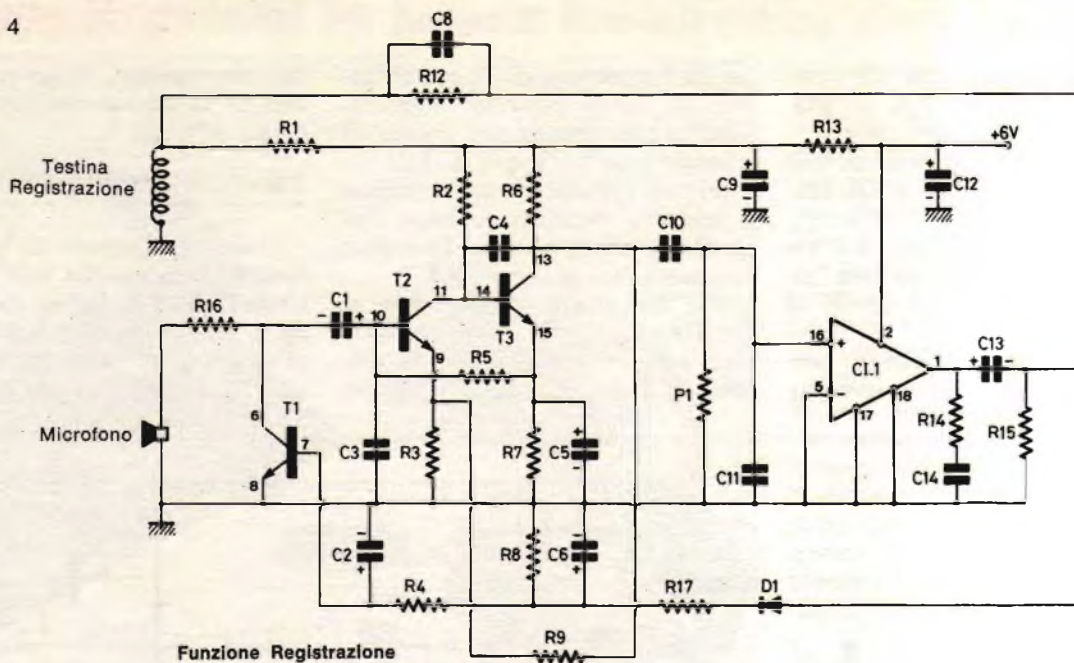 4
C8
R12
R1
R13
+6V
Testina
Registrazione
R2
R6
C9
+
-
C12
+
-
C4
C10
13
T2
11
14
R16
C1
- +
10
T3
15
16
+
2
C13
+ -
9
R5
CI.1
1
5
-
18
17
P1
R14
R15
6
T1
Microfono
7
C3
R3
R7
C5
+
-
C11
C14
8
C2
-
+
R8
C6
-
+
R4
R17
D1
R9
Funzione Registrazione